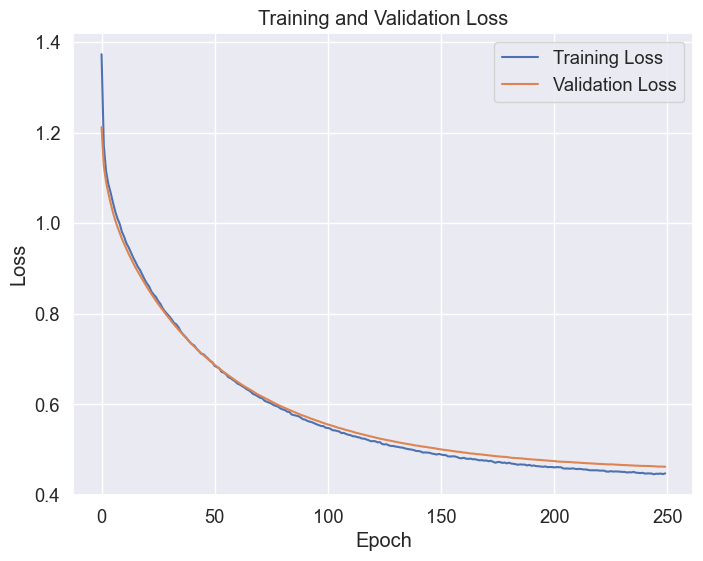 Training and Validation Loss
Training Loss
Validation Loss
1.4
1.2
1.0
0.8
0.6
0.4
Loss
0 50 100 150 200 250
Epoch